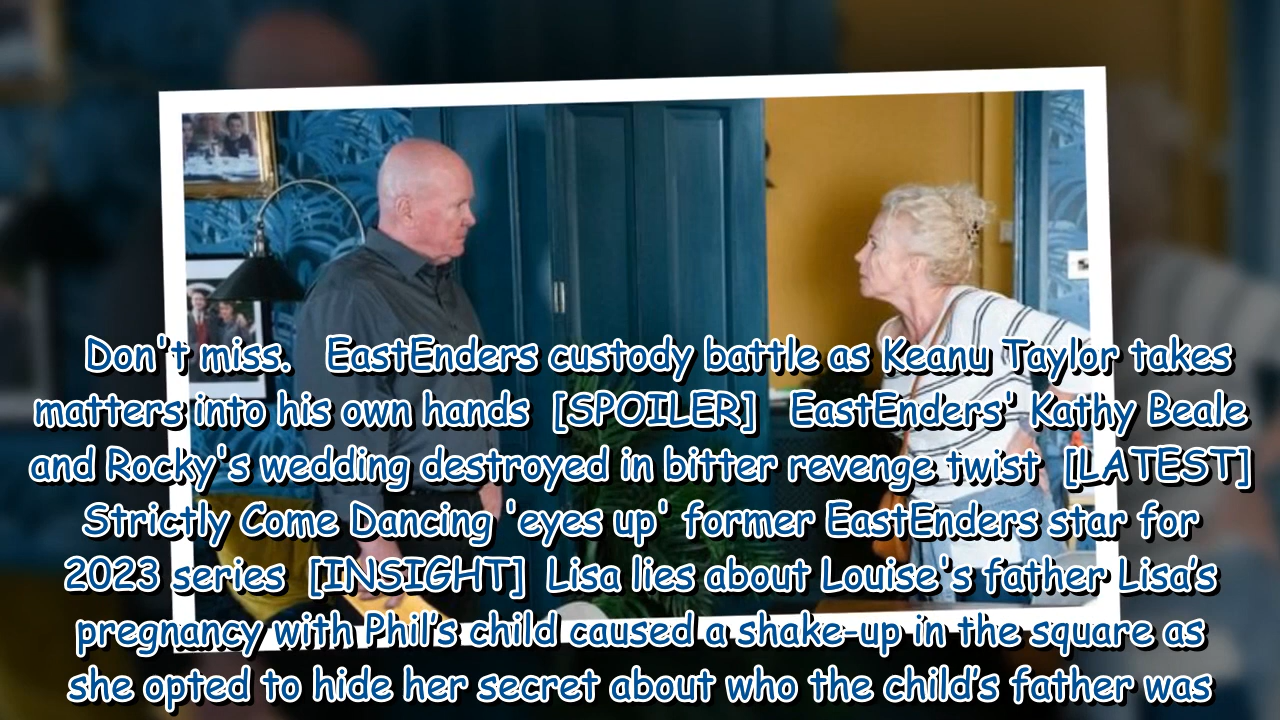 Don't miss. EastEnders custody battle as Keanu Taylor takes
matters into his own hands [SPOILER] EastEnders' Kathy Beale
and Rocky's wedding destroyed in bitter revenge twist [LATEST]
Strictly Come Dancing 'eyes up' former EastEnders star for
2023 series [INSIGHT] Lisa lies about Louise's father Lisa’s
pregnancy with Phil’s child caused a shake-up in the square as
she opted to hide her secret about who the child’s father was